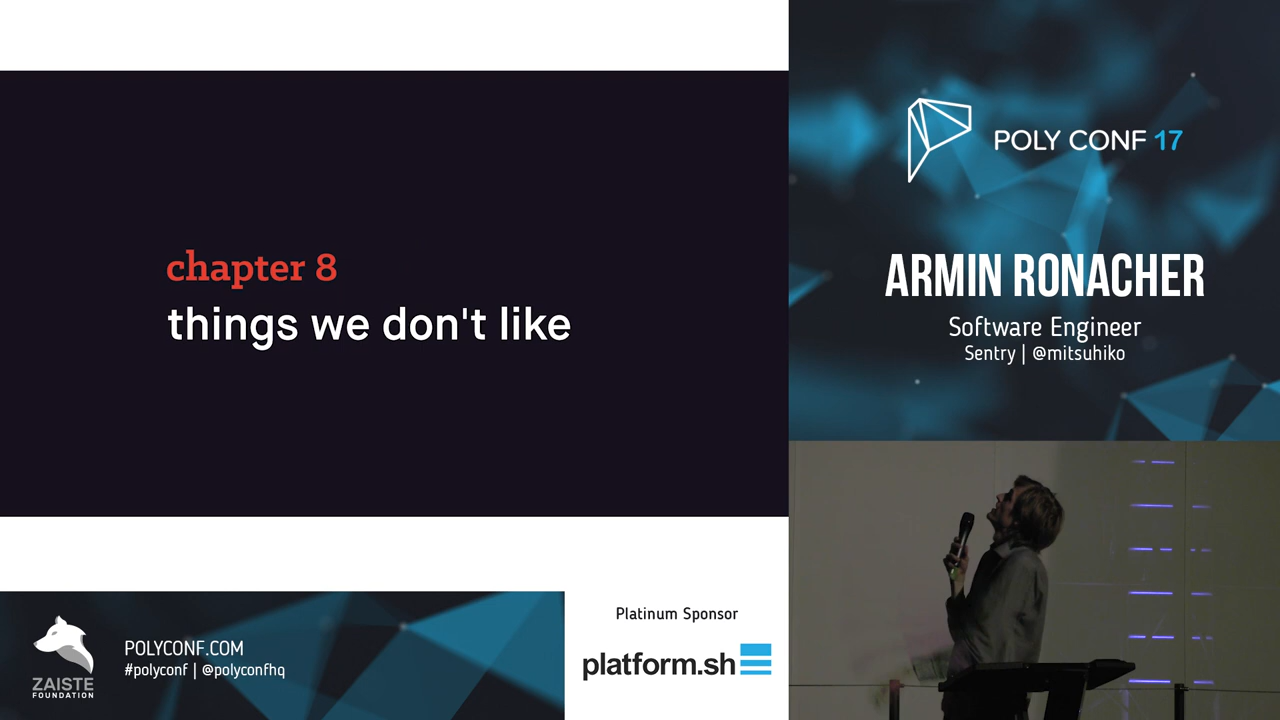 chapter 8
things we don't like
POLY CONF 17
ARMIN RONACHER
Software Engineer
Sentry | @mitsuhiko
ZAISTE
FOUNDATION
POLYCONF.COM
#polyconf | @polyconfhq
Platinum Sponsor
platform.sh